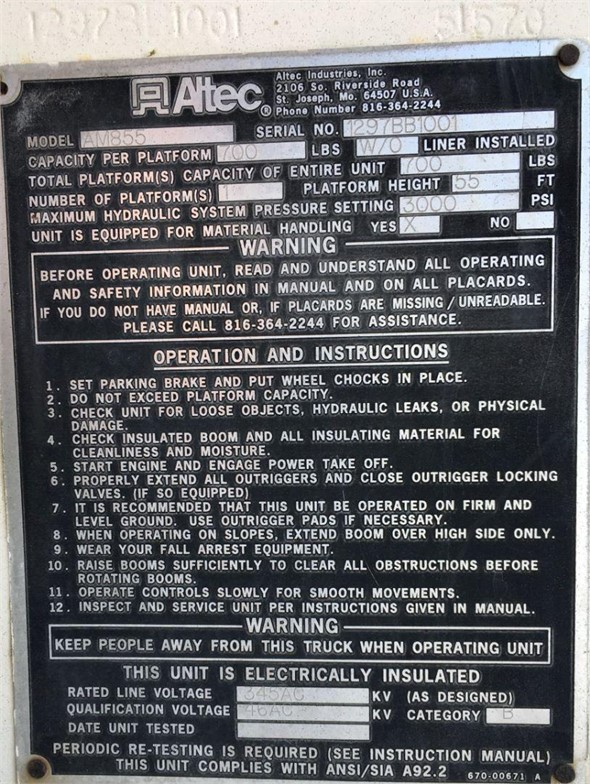 1297BB1001 51570
Altec
®
Altec Industries, Inc.
2106 So. Riverside Road
St. Joseph, Mo. 64507 U.S.A.
Phone Number 816-364-2244
MODEL AM855 SERIAL NO. 1297BB1001
CAPACITY PER PLATFORM 700 LBS W/O LINER INSTALLED
TOTAL PLATFORM(S) CAPACITY OF ENTIRE UNIT 700 LBS
NUMBER OF PLATFORM(S) 1 PLATFORM HEIGHT 55 FT
MAXIMUM HYDRAULIC SYSTEM PRESSURE SETTING 3000 PSI
UNIT IS EQUIPPED FOR MATERIAL HANDLING YES X NO
WARNING
BEFORE OPERATING UNIT, READ AND UNDERSTAND ALL OPERATING
AND SAFETY INFORMATION IN MANUAL AND ON ALL PLACARDS.
IF YOU DO NOT HAVE MANUAL OR, IF PLACARDS ARE MISSING/UNREADABLE.
PLEASE CALL 816-364-2244 FOR ASSISTANCE.
OPERATION AND INSTRUCTIONS
1. SET PARKING BRAKE AND PUT WHEEL CHOCKS IN PLACE.
2. DO NOT EXCEED PLATFORM CAPACITY.
3. CHECK UNIT FOR LOOSE OBJECTS, HYDRAULIC LEAKS, OR PHYSICAL
DAMAGE.
4. CHECK INSULATED BOOM AND ALL INSULATING MATERIAL FOR
CLEANLINESS AND MOISTURE.
5. START ENGINE AND ENGAGE POWER TAKE OFF.
6. PROPERLY EXTEND ALL OUTRIGGERS AND CLOSE OUTRIGGER LOCKING
VALVES. (IF SO EQUIPPED)
7. IT IS RECOMMENDED THAT THIS UNIT BE OPERATED ON FIRM AND
LEVEL GROUND. USE OUTRIGGER PADS IF NECESSARY.
8. WHEN OPERATING ON SLOPES, EXTEND BOOM OVER HIGH SIDE ONLY.
9. WEAR YOUR FALL ARREST EQUIPMENT.
10. RAISE BOOMS SUFFICIENTLY TO CLEAR ALL OBSTRUCTIONS BEFORE
ROTATING BOOMS.
11. OPERATE CONTROLS SLOWLY FOR SMOOTH MOVEMENTS.
12. INSPECT AND SERVICE UNIT PER INSTRUCTIONS GIVEN IN MANUAL.
WARNING
KEEP PEOPLE AWAY FROM THIS TRUCK WHEN OPERATING UNIT
THIS UNIT IS ELECTRICALLY INSULATED
RATED LINE VOLTAGE 345AC KV (AS DESIGNED)
QUALIFICATION VOLTAGE 46AC KV CATEGORY B
DATE UNIT TESTED
PERIODIC RE-TESTING IS REQUIRED (SEE INSTRUCTION MANUAL)
THIS UNIT COMPLIES WITH ANSI/SIA A92.2 670-00671 A